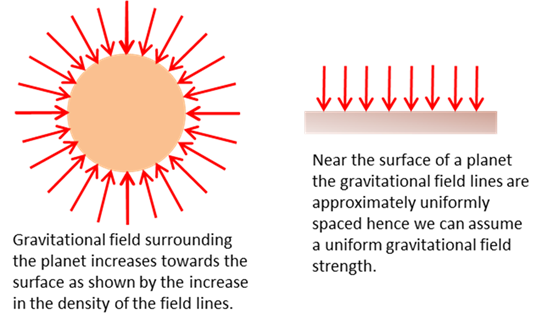 Gravitational field surrounding
the planet increases towards the
surface as shown by the increase
in the density of the field lines.
Near the surface of a planet
the gravitational field lines are
approximately uniformly
spaced hence we can assume
a uniform gravitational field
strength.